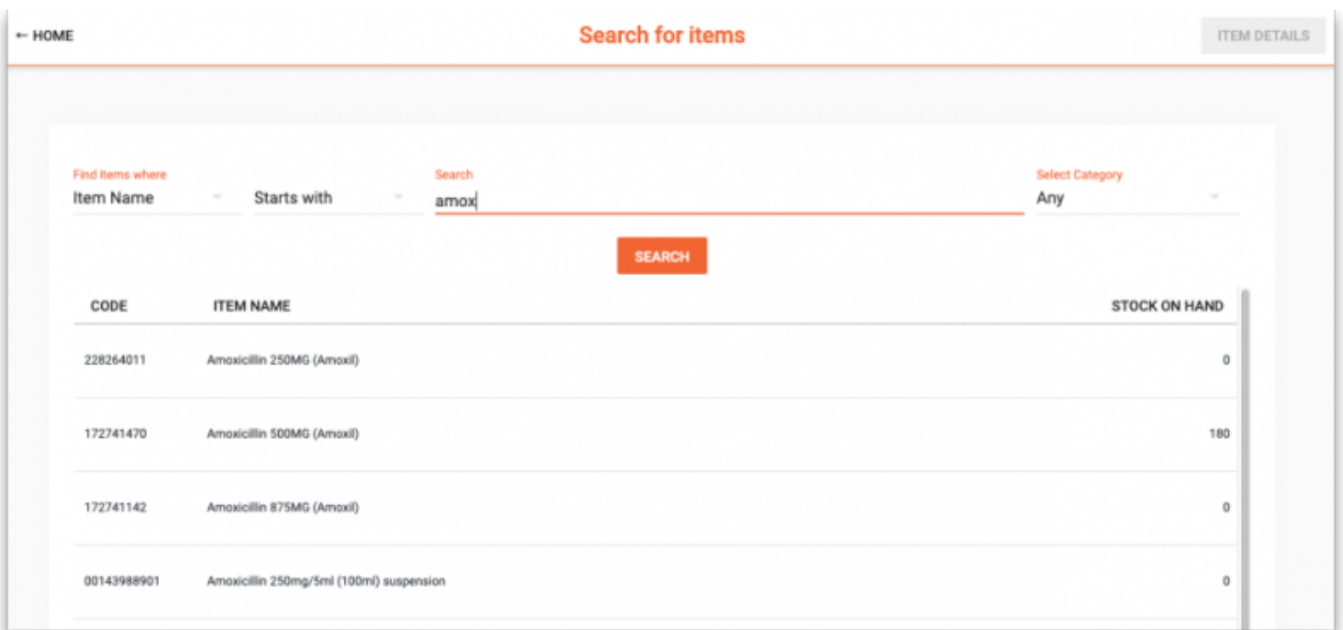 ← HOME Search for items ITEM DETAILS
Find Items where Search Select Category
Item Name Starts with amox Any
SEARCH
CODE ITEM NAME STOCK ON HAND
228264011 Amoxicillin 250MG (Amoxil) 0
172741470 Amoxicillin 500MG (Amoxil) 180
172741142 Amoxicillin 875MG (Amoxil) 0
00143988901 Amoxicillin 250mg/5ml (100ml) suspension 0